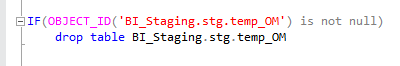 IF(OBJECT_ID('BI_Staging.stg.temp_OM') is not null)
drop table BI_Staging.stg.temp_OM